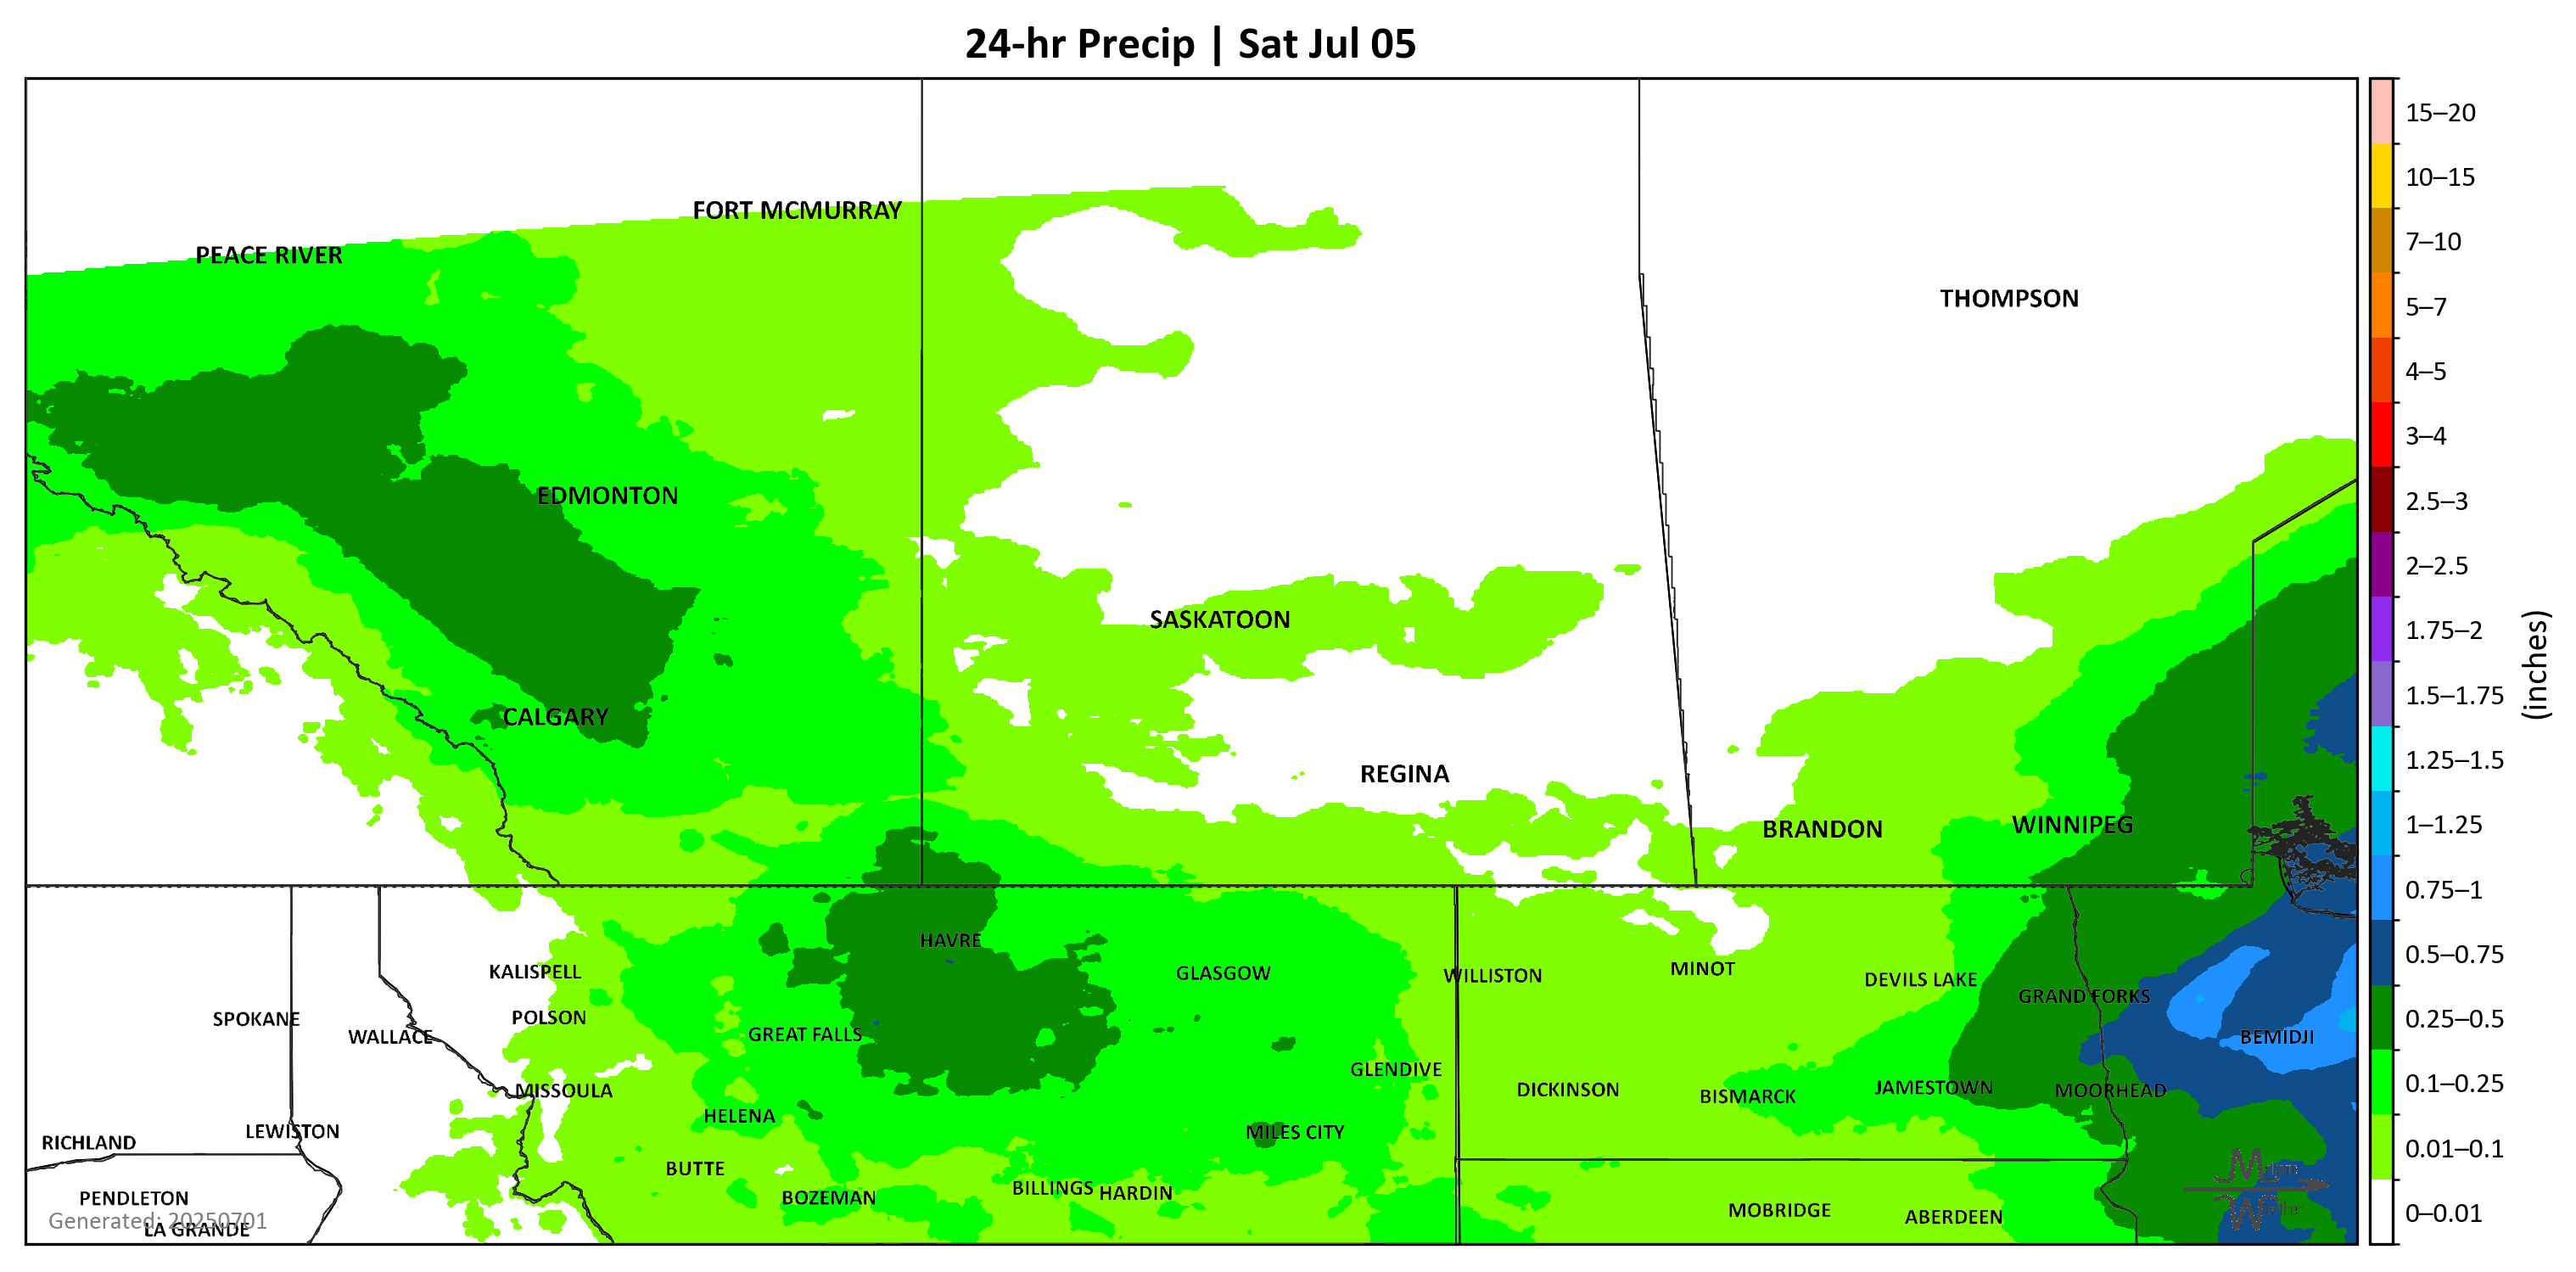 24-hr Precip | Sat Jul 05
15–20
10–15
7–10
5–7
4–5
3–4
2.5–3
2–2.5
1.75–2
1.5–1.75
1.25–1.5
1–1.25
0.75–1
0.5–0.75
0.25–0.5
0.1–0.25
0.01–0.1
0–0.01
(inches)
FORT MCMURRAY
PEACE RIVER
THOMPSON
EDMONTON
SASKATOON
CALGARY
REGINA
BRANDON
WINNIPEG
HAVRE
KALISPELL
GLASGOW
WILLISTON
MINOT
DEVILS LAKE
GRAND FORKS
SPOKANE
POLSON
WALLACE
GREAT FALLS
BEMIDJI
GLENDIVE
MISSOULA
DICKINSON
BISMARCK
JAMESTOWN
MOORHEAD
HELENA
RICHLAND
LEWISTON
MILES CITY
BUTTE
PENDLETON
BOZEMAN
BILLINGS
HARDIN
MOBRIDGE
ABERDEEN
Generated: 20250701
LA GRANDE